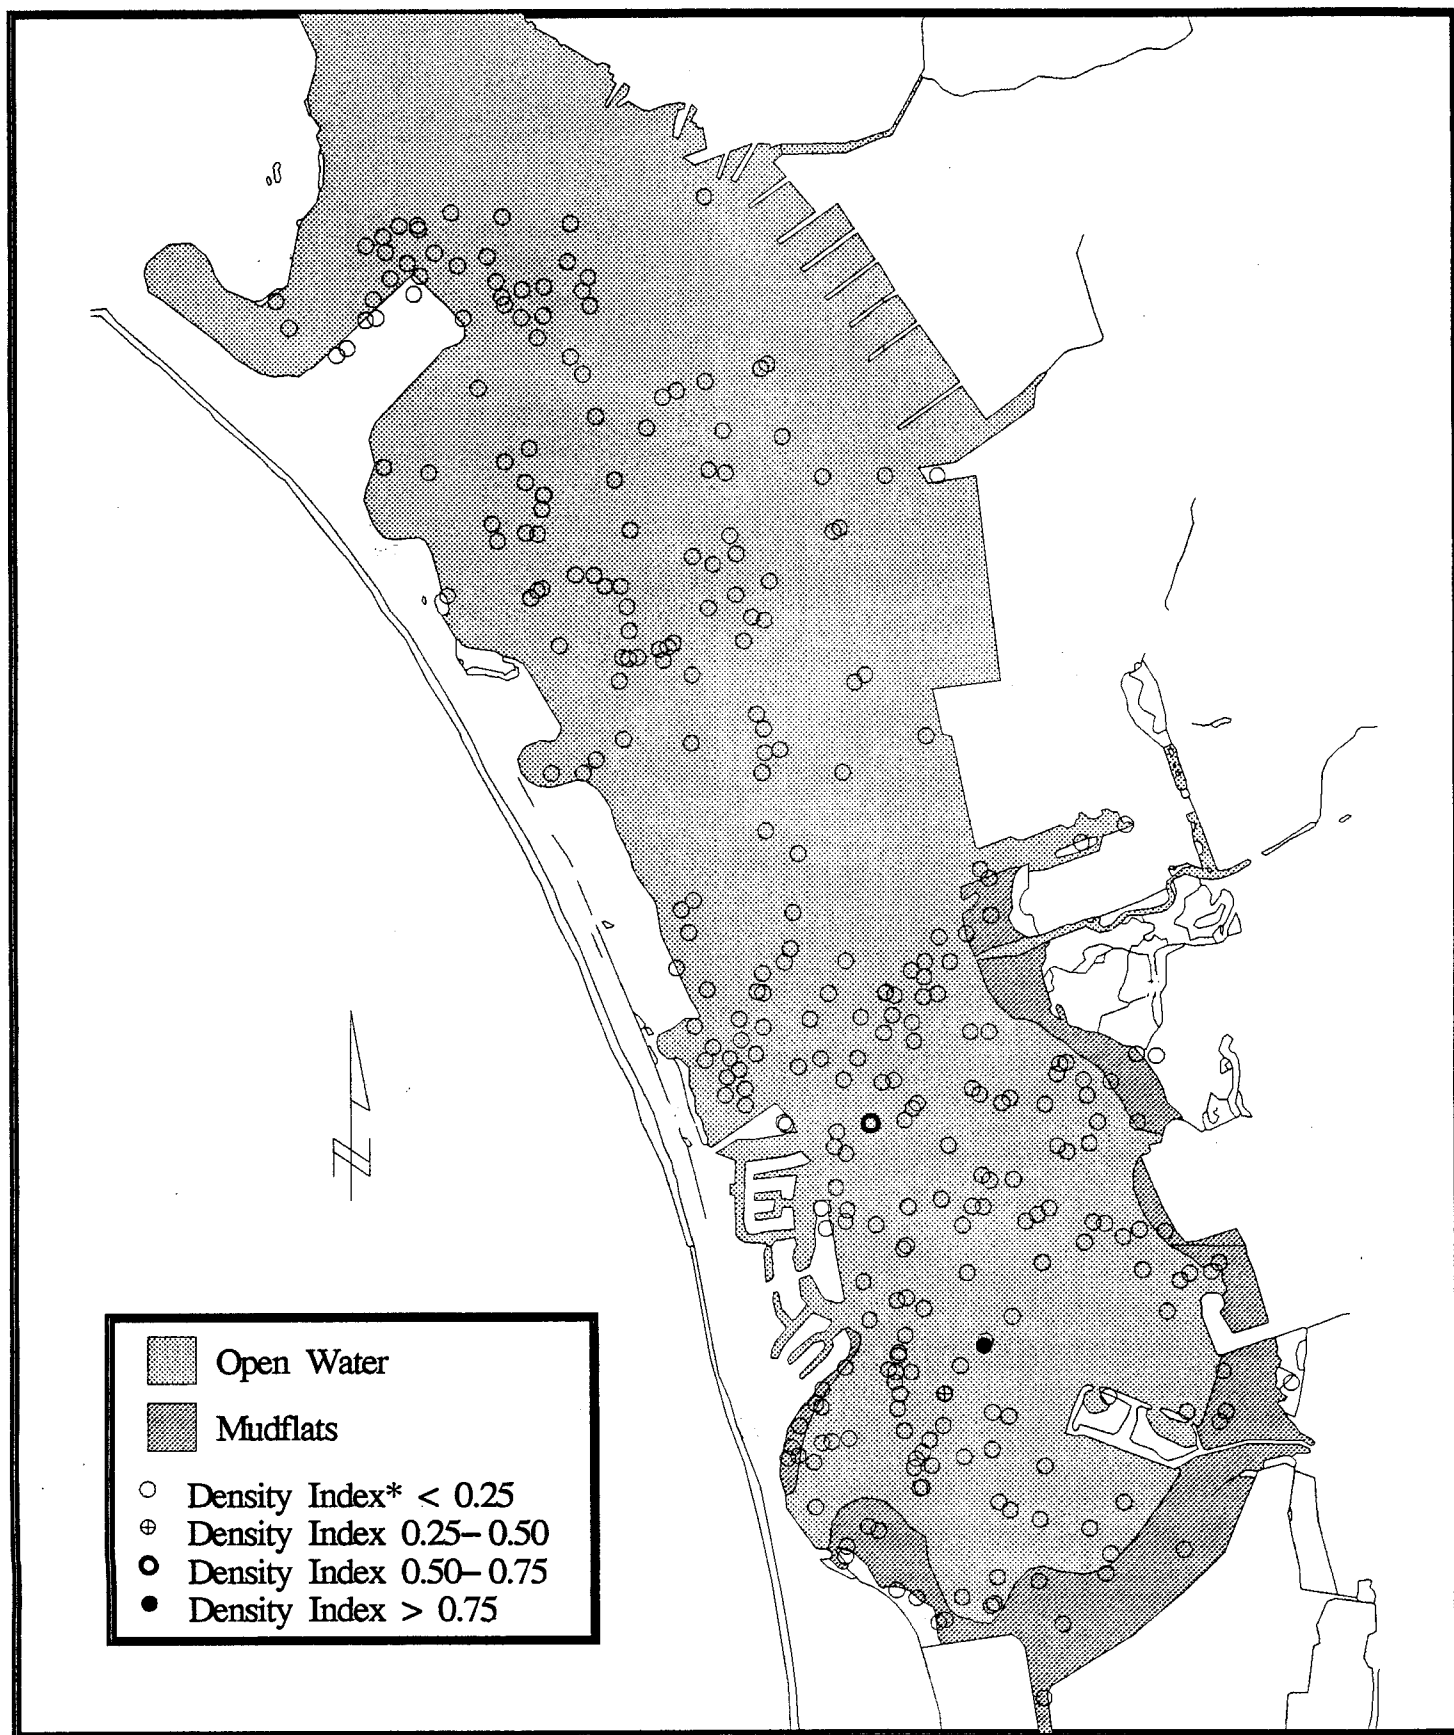 N
Open Water
Mudflats
Density Index* < 0.25
Density Index 0.25-0.50
Density Index 0.50-0.75
Density Index > 0.75